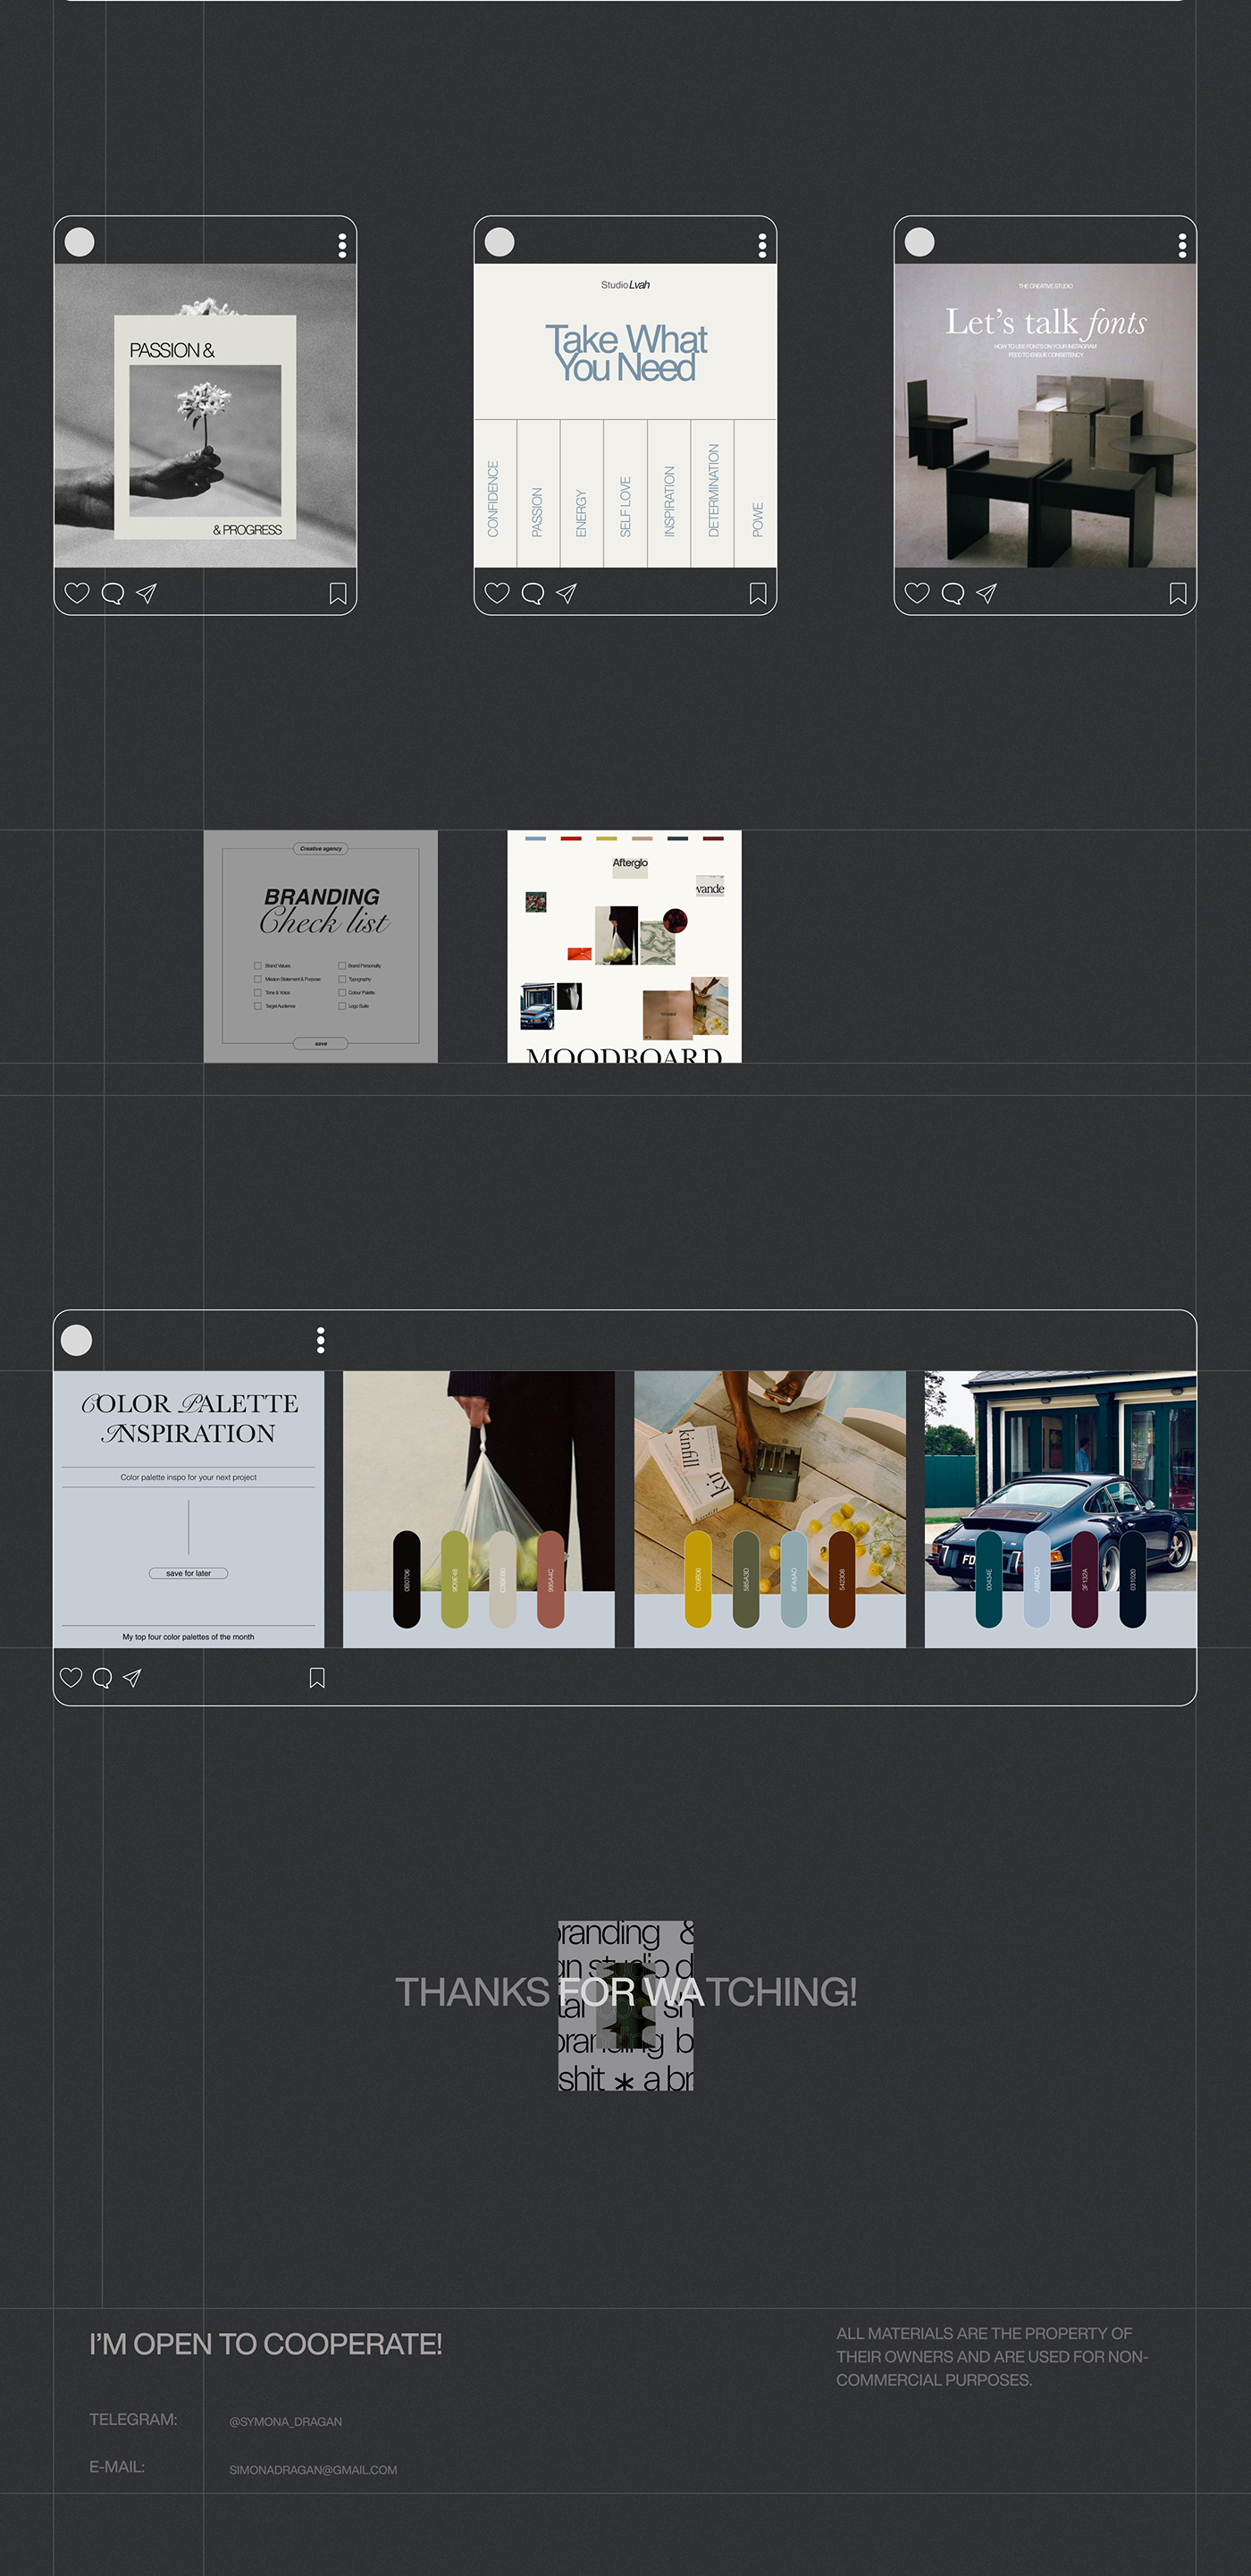 PASSION &
& PROGRESS
Studio Lvah
Take What
You Need
CONFIDENCE
PASSION
ENERGY
SELF LOVE
INSPIRATION
DETERMINATION
POWE
THE CREATIVE STUDIO
Let's talk fonts
HOW TO USE FONTS ON YOUR INSTAGRAM
FEED TO ENSUE CONSISTENCY
Creative agency
BRANDING
Check list
Brand Values
Brand Personality
Mission Statement & Purpose
Typography
Tone & Voice
Colour Palette
Target Audience
Logo Suite
save
Afterglo
vande
MOODBOARD
COLOR PALETTE
INSPIRATION
Color palette inspo for your next project
save for later
My top four color palettes of the month
kinfill
kin
FD
THANKS FOR WATCHING!
branding &
gn studio d
tal
sh
branding b
shit * a br
I'M OPEN TO COOPERATE!
ALL MATERIALS ARE THE PROPERTY OF
THEIR OWNERS AND ARE USED FOR NON-
COMMERCIAL PURPOSES.
TELEGRAM:
@SYMONA_DRAGAN
E-MAIL:
SIMONADRAGAN@GMAIL.COM